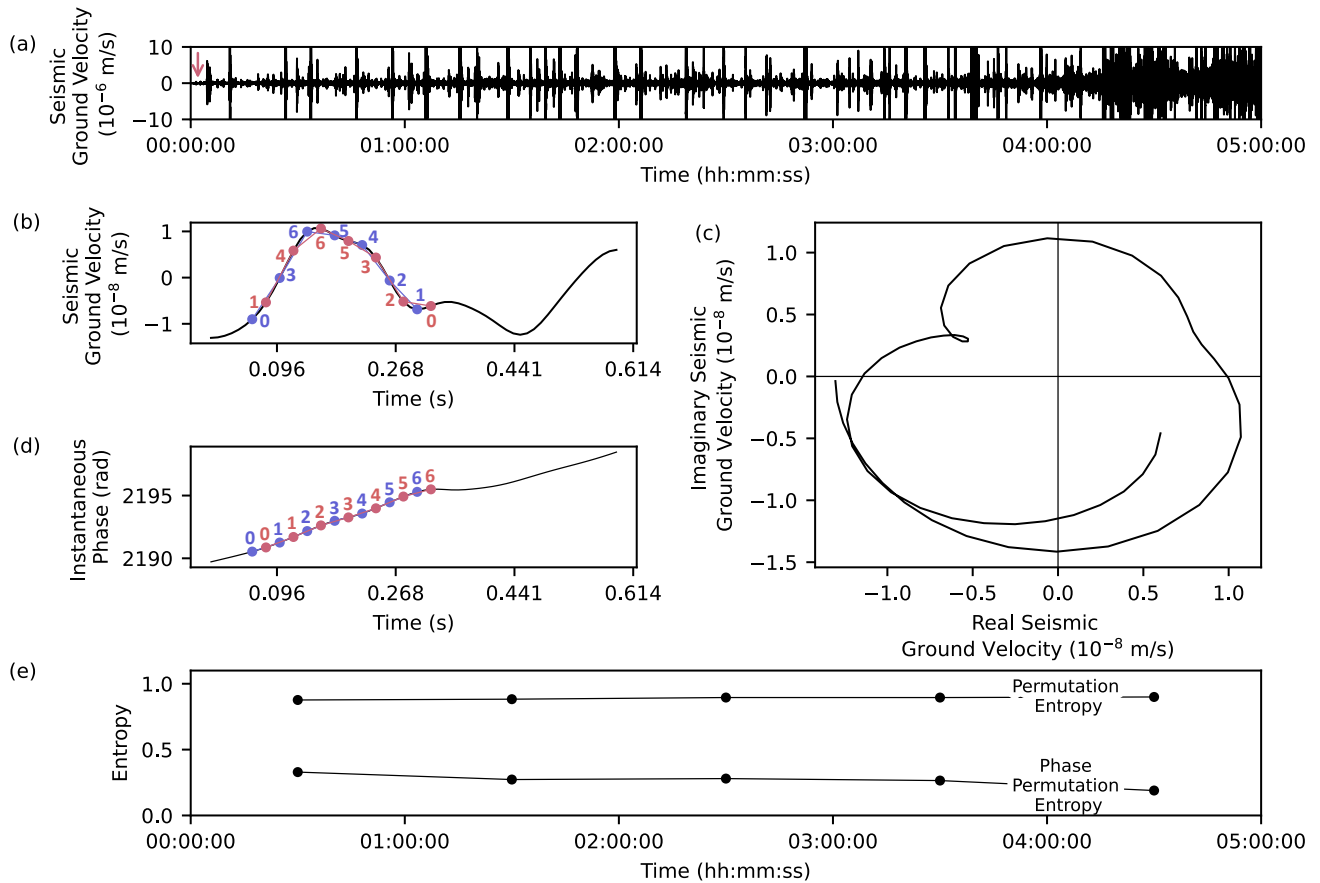 (a)
Seismic
Ground Velocity
(10⁻⁶ m/s)
10
0
−10
00:00:00 01:00:00 02:00:00 03:00:00 04:00:00 05:00:00
Time (hh:mm:ss)
(b)
Seismic
Ground Velocity
(10⁻⁸ m/s)
1
0
−1
0 1 3 4 6 6 5 5 4 3 2 2 1 0
0.096 0.268 0.441 0.614
Time (s)
(c)
Imaginary Seismic
Ground Velocity (10⁻⁸ m/s)
1.0
0.5
0.0
−0.5
−1.0
−1.5
−1.0 −0.5 0.0 0.5 1.0
Real Seismic
Ground Velocity (10⁻⁸ m/s)
(d)
Instantaneous
Phase (rad)
2195
2190
0 0 1 1 2 2 3 3 4 4 5 5 6 6
0.096 0.268 0.441 0.614
Time (s)
(e)
Entropy
1.0
0.5
0.0
Permutation
Entropy
Phase
Permutation
Entropy
00:00:00 01:00:00 02:00:00 03:00:00 04:00:00 05:00:00
Time (hh:mm:ss)